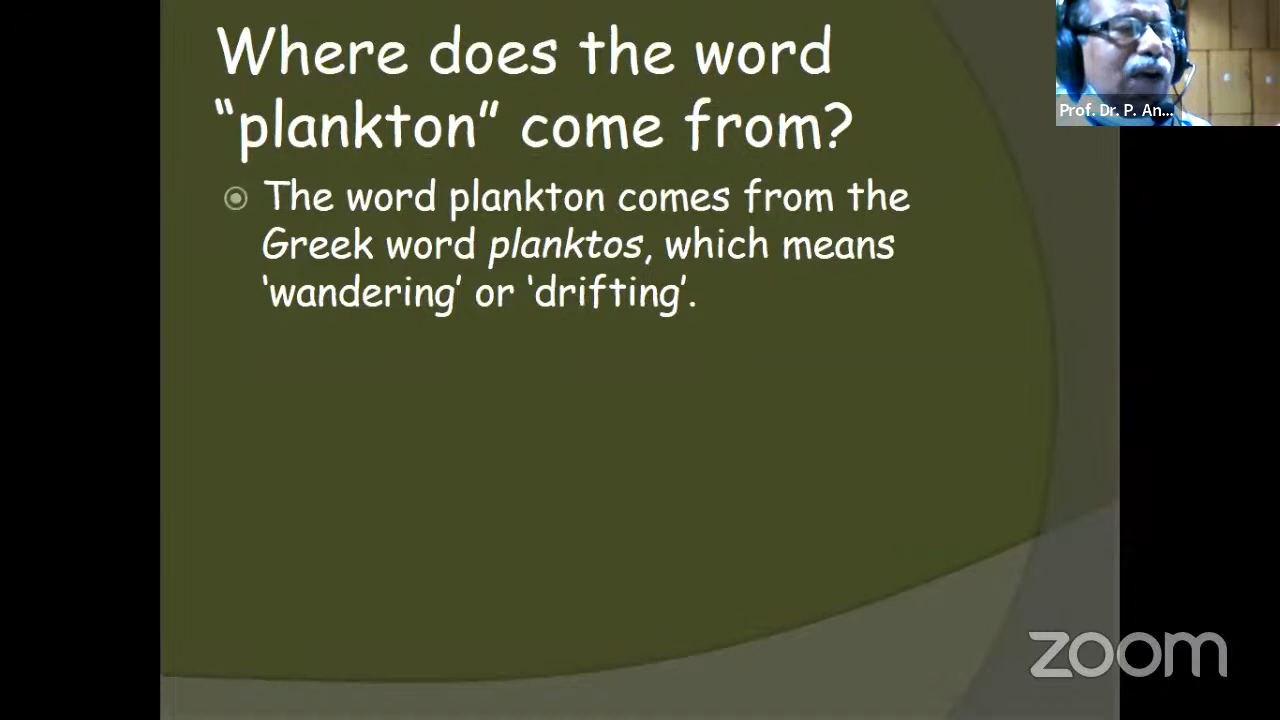 Where does the word
“plankton” come from?
The word plankton comes from the
Greek word planktos, which means
‘wandering’ or ‘drifting’.
Prof. Dr. P. An...
zoom